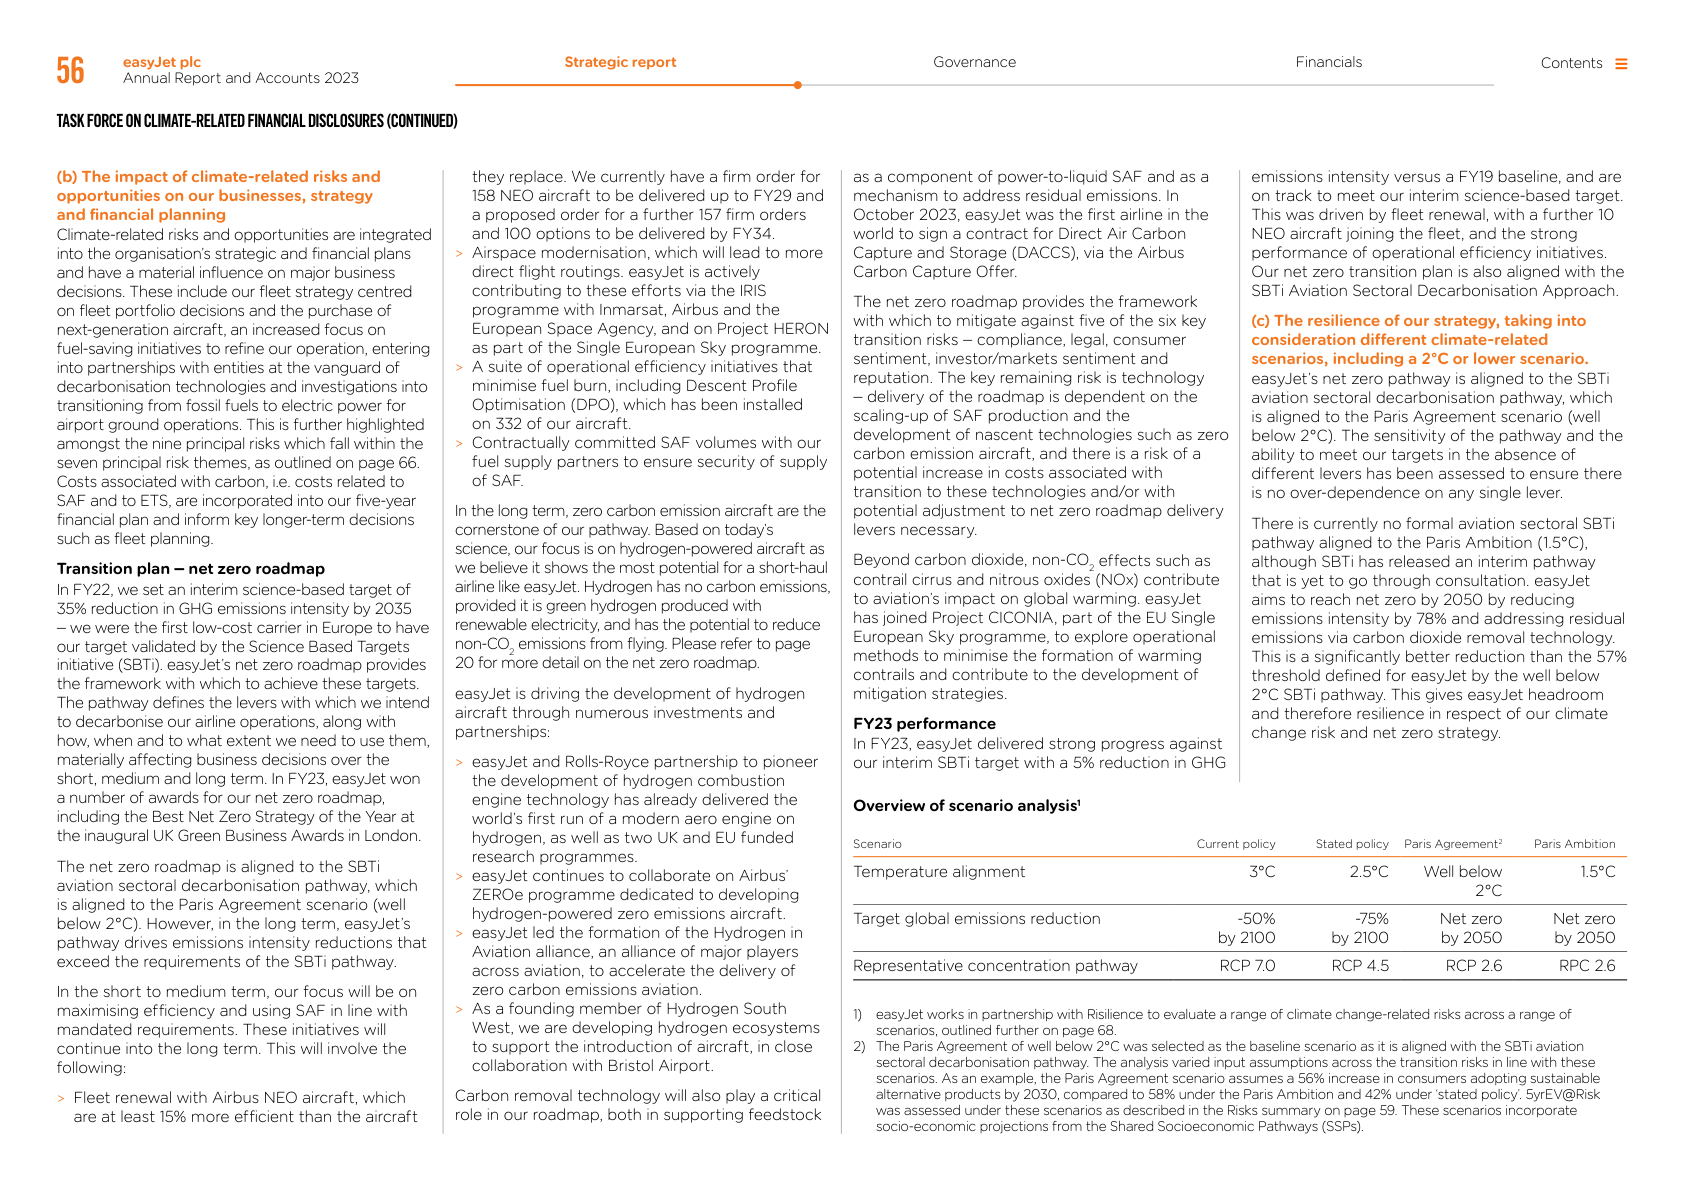 56
easyJet plc
Annual Report and Accounts 2023
Strategic report
Governance
Financials
Contents
TASK FORCE ON CLIMATE-RELATED FINANCIAL DISCLOSURES (CONTINUED)
(b) The impact of climate-related risks and
opportunities on our businesses, strategy
and financial planning
Climate-related risks and opportunities are integrated
into the organisation's strategic and financial plans
and have a material influence on major business
decisions. These include our fleet strategy centred
on fleet portfolio decisions and the purchase of
next-generation aircraft, an increased focus on
fuel-saving initiatives to refine our operation, entering
into partnerships with entities at the vanguard of
decarbonisation technologies and investigations into
transitioning from fossil fuels to electric power for
airport ground operations. This is further highlighted
amongst the nine principal risks which fall within the
seven principal risk themes, as outlined on page 66.
Costs associated with carbon, i.e. costs related to
SAF and to ETS, are incorporated into our five-year
financial plan and inform key longer-term decisions
such as fleet planning.
Transition plan – net zero roadmap
In FY22, we set an interim science-based target of
35% reduction in GHG emissions intensity by 2035
– we were the first low-cost carrier in Europe to have
our target validated by the Science Based Targets
initiative (SBTi). easyJet's net zero roadmap provides
the framework with which to achieve these targets.
The pathway defines the levers with which we intend
to decarbonise our airline operations, along with
how, when and to what extent we need to use them,
materially affecting business decisions over the
short, medium and long term. In FY23, easyJet won
a number of awards for our net zero roadmap,
including the Best Net Zero Strategy of the Year at
the inaugural UK Green Business Awards in London.
The net zero roadmap is aligned to the SBTi
aviation sectoral decarbonisation pathway, which
is aligned to the Paris Agreement scenario (well
below 2°C). However, in the long term, easyJet's
pathway drives emissions intensity reductions that
exceed the requirements of the SBTi pathway.
In the short to medium term, our focus will be on
maximising efficiency and using SAF in line with
mandated requirements. These initiatives will
continue into the long term. This will involve the
following:
> Fleet renewal with Airbus NEO aircraft, which
are at least 15% more efficient than the aircraft
they replace. We currently have a firm order for
158 NEO aircraft to be delivered up to FY29 and
a proposed order for a further 157 firm orders
and 100 options to be delivered by FY34.
> Airspace modernisation, which will lead to more
direct flight routings. easyJet is actively
contributing to these efforts via the IRIS
programme with Inmarsat, Airbus and the
European Space Agency, and on Project HERON
as part of the Single European Sky programme.
> A suite of operational efficiency initiatives that
minimise fuel burn, including Descent Profile
Optimisation (DPO), which has been installed
on 332 of our aircraft.
> Contractually committed SAF volumes with our
fuel supply partners to ensure security of supply
of SAF.
In the long term, zero carbon emission aircraft are the
cornerstone of our pathway. Based on today's
science, our focus is on hydrogen-powered aircraft as
we believe it shows the most potential for a short-haul
airline like easyJet. Hydrogen has no carbon emissions,
provided it is green hydrogen produced with
renewable electricity, and has the potential to reduce
non-CO2 emissions from flying. Please refer to page
20 for more detail on the net zero roadmap.
easyJet is driving the development of hydrogen
aircraft through numerous investments and
partnerships:
> easyJet and Rolls-Royce partnership to pioneer
the development of hydrogen combustion
engine technology has already delivered the
world's first run of a modern aero engine on
hydrogen, as well as two UK and EU funded
research programmes.
> easyJet continues to collaborate on Airbus'
ZEROe programme dedicated to developing
hydrogen-powered zero emissions aircraft.
> easyJet led the formation of the Hydrogen in
Aviation alliance, an alliance of major players
across aviation, to accelerate the delivery of
zero carbon emissions aviation.
> As a founding member of Hydrogen South
West, we are developing hydrogen ecosystems
to support the introduction of aircraft, in close
collaboration with Bristol Airport.
Carbon removal technology will also play a critical
role in our roadmap, both in supporting feedstock
as a component of power-to-liquid SAF and as a
mechanism to address residual emissions. In
October 2023, easyJet was the first airline in the
world to sign a contract for Direct Air Carbon
Capture and Storage (DACCS), via the Airbus
Carbon Capture Offer.
The net zero roadmap provides the framework
with which to mitigate against five of the six key
transition risks – compliance, legal, consumer
sentiment, investor/markets sentiment and
reputation. The key remaining risk is technology
– delivery of the roadmap is dependent on the
scaling-up of SAF production and the
development of nascent technologies such as zero
carbon emission aircraft, and there is a risk of a
potential increase in costs associated with
transition to these technologies and/or with
potential adjustment to net zero roadmap delivery
levers necessary.
Beyond carbon dioxide, non-CO2 effects such as
contrail cirrus and nitrous oxides (NOx) contribute
to aviation's impact on global warming. easyJet
has joined Project CICONIA, part of the EU Single
European Sky programme, to explore operational
methods to minimise the formation of warming
contrails and contribute to the development of
mitigation strategies.
FY23 performance
In FY23, easyJet delivered strong progress against
our interim SBTi target with a 5% reduction in GHG
emissions intensity versus a FY19 baseline, and are
on track to meet our interim science-based target.
This was driven by fleet renewal, with a further 10
NEO aircraft joining the fleet, and the strong
performance of operational efficiency initiatives.
Our net zero transition plan is also aligned with the
SBTi Aviation Sectoral Decarbonisation Approach.
(c) The resilience of our strategy, taking into
consideration different climate-related
scenarios, including a 2°C or lower scenario.
easyJet's net zero pathway is aligned to the SBTi
aviation sectoral decarbonisation pathway, which
is aligned to the Paris Agreement scenario (well
below 2°C). The sensitivity of the pathway and the
ability to meet our targets in the absence of
different levers has been assessed to ensure there
is no over-dependence on any single lever.
There is currently no formal aviation sectoral SBTi
pathway aligned to the Paris Ambition (1.5°C),
although SBTi has released an interim pathway
that is yet to go through consultation. easyJet
aims to reach net zero by 2050 by reducing
emissions intensity by 78% and addressing residual
emissions via carbon dioxide removal technology.
This is a significantly better reduction than the 57%
threshold defined for easyJet by the well below
2°C SBTi pathway. This gives easyJet headroom
and therefore resilience in respect of our climate
change risk and net zero strategy.
Overview of scenario analysis1
Scenario Current policy Stated policy Paris Agreement2 Paris Ambition
Temperature alignment 3°C 2.5°C Well below 1.5°C
2°C
Target global emissions reduction -50% -75% Net zero Net zero
by 2100 by 2100 by 2050 by 2050
Representative concentration pathway RCP 7.0 RCP 4.5 RCP 2.6 RPC 2.6
1) easyJet works in partnership with Risilience to evaluate a range of climate change-related risks across a range of
scenarios, outlined further on page 68.
2) The Paris Agreement of well below 2°C was selected as the baseline scenario as it is aligned with the SBTi aviation
sectoral decarbonisation pathway. The analysis varied input assumptions across the transition risks in line with these
scenarios. As an example, the Paris Agreement scenario assumes a 56% increase in consumers adopting sustainable
alternative products by 2030, compared to 58% under the Paris Ambition and 42% under 'stated policy'. 5yrEV@Risk
was assessed under these scenarios as described in the Risks summary on page 59. These scenarios incorporate
socio-economic projections from the Shared Socioeconomic Pathways (SSPs).